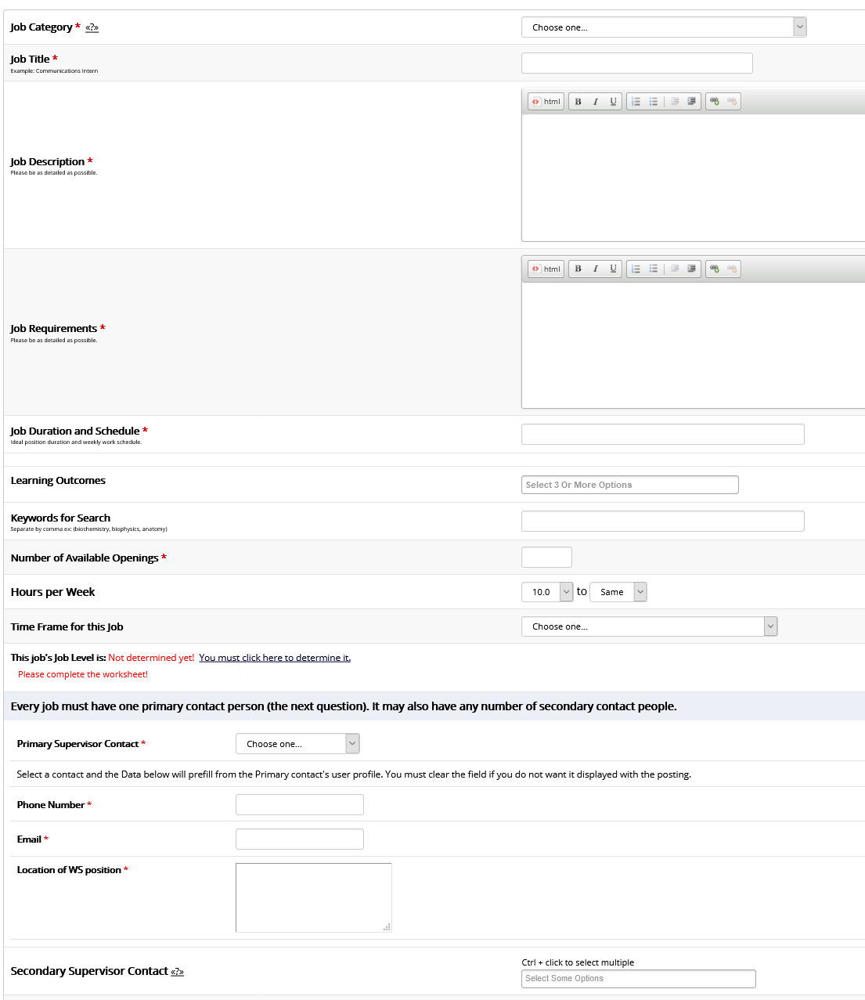 Job Category * «?» Choose one...
Job Title *
Example: Communications Intern
html B I U
Job Description *
Please be as detailed as possible.
html B I U
Job Requirements *
Please be as detailed as possible.
Job Duration and Schedule *
Ideal position duration and weekly work schedule.
Learning Outcomes Select 3 Or More Options
Keywords for Search
Separate by comma ex: (biochemistry, biophysics, anatomy)
Number of Available Openings *
Hours per Week 10.0 to Same
Time Frame for this Job Choose one...
This job's Job Level is: Not determined yet! You must click here to determine it.
Please complete the worksheet!
Every job must have one primary contact person (the next question). It may also have any number of secondary contact people.
Primary Supervisor Contact * Choose one...
Select a contact and the Data below will prefill from the Primary contact's user profile. You must clear the field if you do not want it displayed with the posting.
Phone Number *
Email *
Location of WS position *
Ctrl + click to select multiple
Secondary Supervisor Contact «?» Select Some Options